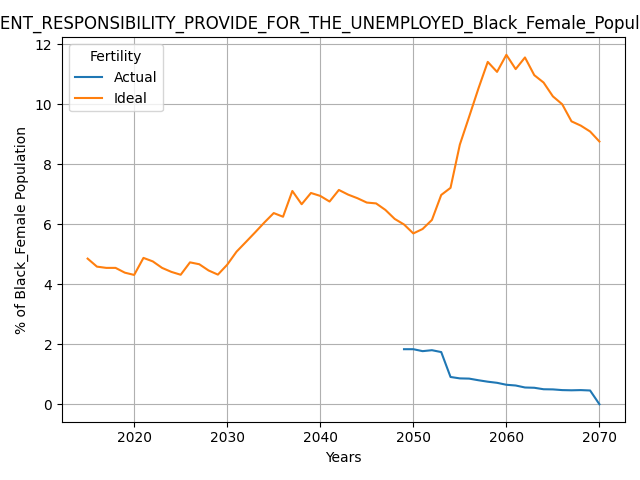 ENT_RESPONSIBILITY_PROVIDE_FOR_THE_UNEMPLOYED_Black_Female_Popul
12
10
8
6
4
2
0
Fertility
Actual
Ideal
% of Black_Female Population
2020 2030 2040 2050 2060 2070
Years